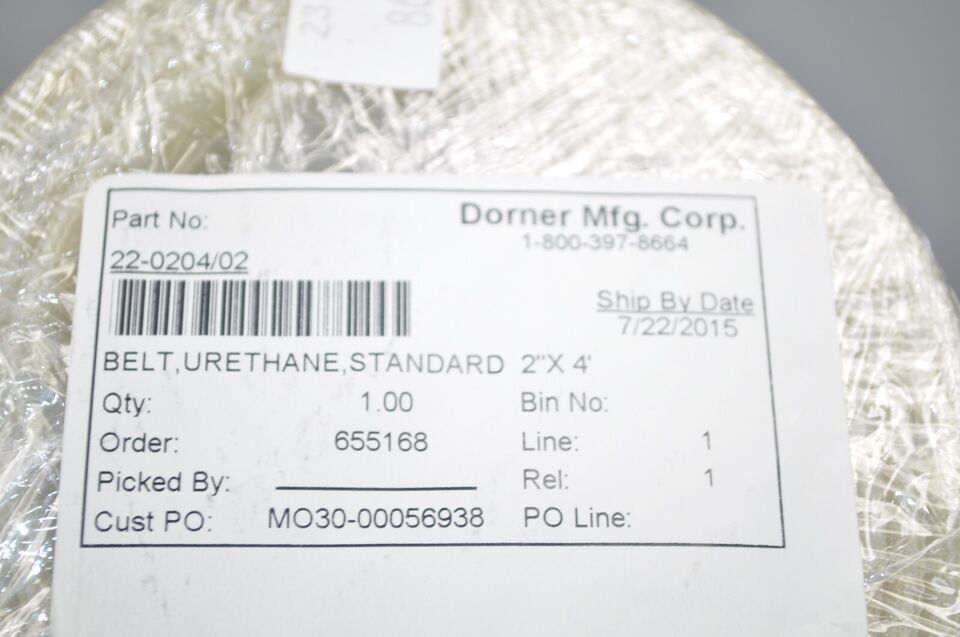 23
80
Part No:
Dorner Mfg. Corp.
1-800-397-8664
22-0204/02
Ship By Date
7/22/2015
BELT,URETHANE,STANDARD 2"X 4'
Qty: 1.00 Bin No:
Order: 655168 Line: 1
Picked By: Rel: 1
Cust PO: MO30-00056938 PO Line: